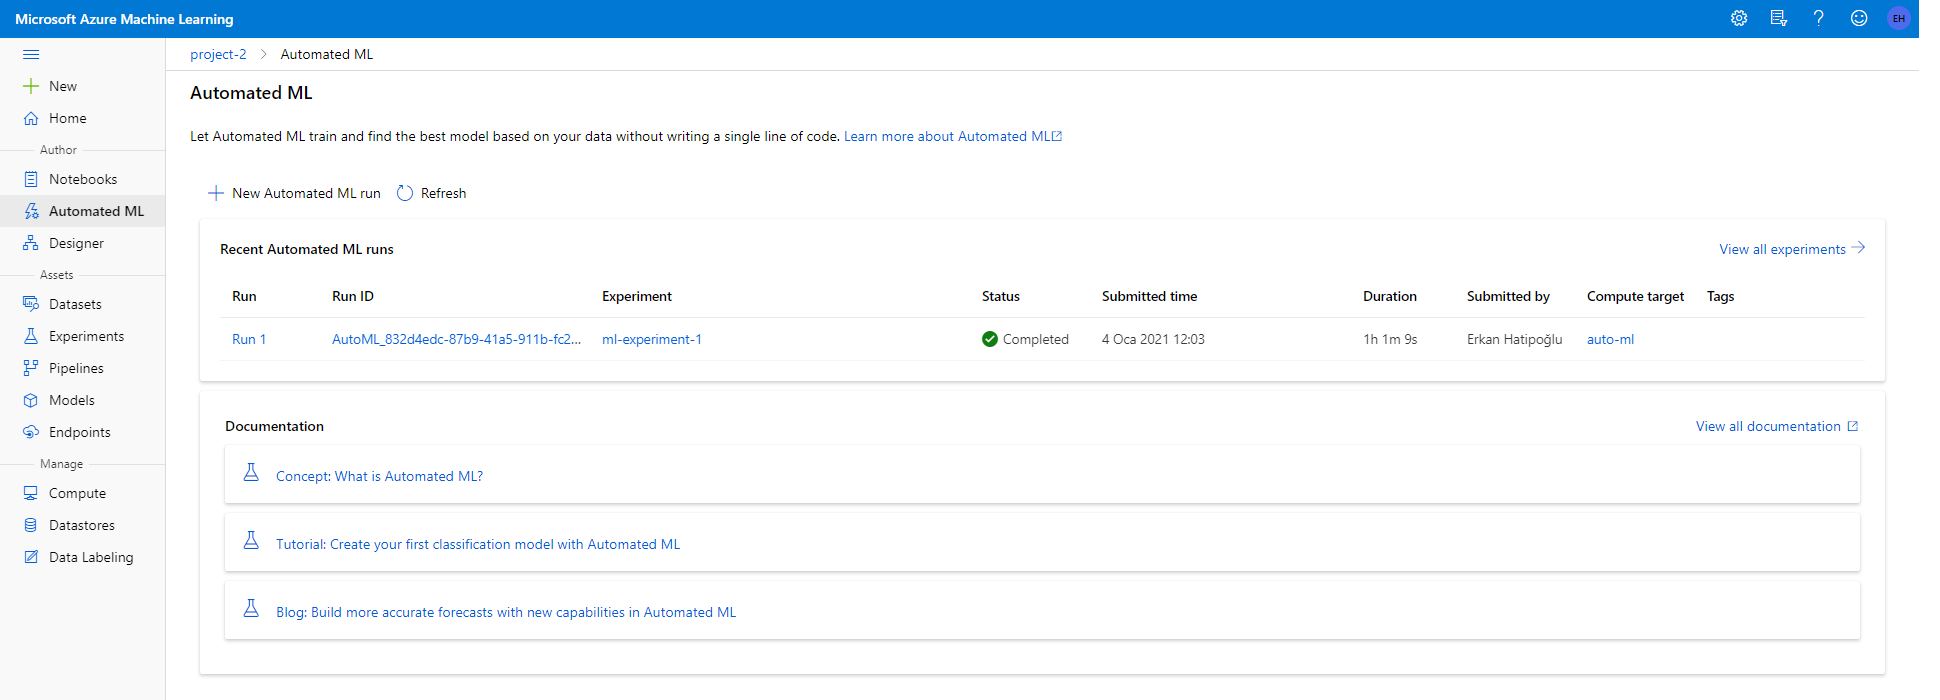 Microsoft Azure Machine Learning
EH
project-2 > Automated ML
New
Home
Author
Notebooks
Automated ML
Designer
Assets
Datasets
Experiments
Pipelines
Models
Endpoints
Manage
Compute
Datastores
Data Labeling
Automated ML
Let Automated ML train and find the best model based on your data without writing a single line of code. Learn more about Automated ML
New Automated ML run Refresh
Recent Automated ML runs View all experiments
Run Run ID Experiment Status Submitted time Duration Submitted by Compute target Tags
Run 1 AutoML_832d4edc-87b9-41a5-911b-fc2... ml-experiment-1 Completed 4 Oca 2021 12:03 1h 1m 9s Erkan Hatipoğlu auto-ml
Documentation View all documentation
Concept: What is Automated ML?
Tutorial: Create your first classification model with Automated ML
Blog: Build more accurate forecasts with new capabilities in Automated ML